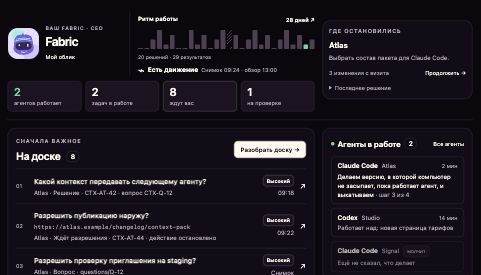 ВАШ FABRIC · CEO
Fabric
Мой облик
Ритм работы
28 дней ↗
20 решений · 29 результатов
Есть движение Снимок 09:24 · обзор 13:00
ГДЕ ОСТАНОВИЛИСЬ
Atlas
Выбрать состав пакета для Claude Code.
3 изменения с визита
Продолжить →
▸ Последнее решение
2
агентов работает
2
задач в работе
8
ждут вас
1
на проверке
СНАЧАЛА ВАЖНОЕ
На доске 8
Разобрать доску →
01 Какой контекст передавать следующему агенту?
Atlas · Решение · CTX-AT-42 · вопрос CTX-Q-12
Высокий
09:18
02 Разрешить публикацию наружу?
https://atlas.example/changelog/context-pack
Atlas · Ждёт разрешения · CTX-AT-44 · действие остановлено
Высокий
09:22
03 Разрешить проверку приглашения на staging?
Atlas · Вопрос · questions/Q-12
Высокий
Снимок
Агенты в работе 2
Все агенты
Claude Code Atlas
2 мин
Делаем версию, в которой компьютер
не засыпает, пока работает агент, и
выкатываем · шаг 3 из 4
Codex Studio
14 мин
Работает над: новая страница тарифов
Claude Code Signal молчит
Ещё не сказал, что делает